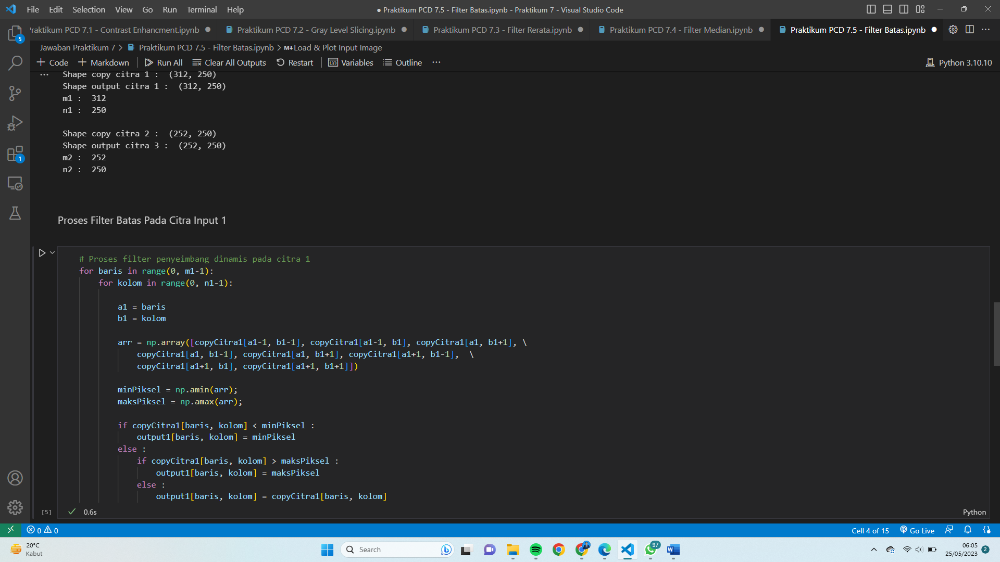 File Edit Selection View Go Run Terminal Help
● Praktikum PCD 7.5 - Filter Batas.ipynb - Praktikum 7 - Visual Studio Code
Praktikum PCD 7.1 - Contrast Enhancment.ipynb
Praktikum PCD 7.2 - Gray Level Slicing.ipynb
Praktikum PCD 7.3 - Filter Rerata.ipynb
Praktikum PCD 7.4 - Filter Median.ipynb
Praktikum PCD 7.5 - Filter Batas.ipynb
5
Jawaban Praktikum 7 > Praktikum PCD 7.5 - Filter Batas.ipynb > M↓Load & Plot Input Image
+ Code + Markdown Run All Clear All Outputs Restart Variables Outline ···
Python 3.10.10
··· Shape copy citra 1 :  (312, 250)
Shape output citra 1 :  (312, 250)
m1 :  312
n1 :  250
Shape copy citra 2 :  (252, 250)
Shape output citra 3 :  (252, 250)
m2 :  252
n2 :  250
1
Proses Filter Batas Pada Citra Input 1
# Proses filter penyeimbang dinamis pada citra 1
for baris in range(0, m1-1):
for kolom in range(0, n1-1):
a1 = baris
b1 = kolom
arr = np.array([copyCitra1[a1-1, b1-1], copyCitra1[a1-1, b1], copyCitra1[a1, b1+1], \
copyCitra1[a1, b1-1], copyCitra1[a1, b1+1], copyCitra1[a1+1, b1-1],  \
copyCitra1[a1+1, b1], copyCitra1[a1+1, b1+1]])
minPiksel = np.amin(arr);
maksPiksel = np.amax(arr);
if copyCitra1[baris, kolom] < minPiksel :
output1[baris, kolom] = minPiksel
else :
if copyCitra1[baris, kolom] > maksPiksel :
output1[baris, kolom] = maksPiksel
else :
output1[baris, kolom] = copyCitra1[baris, kolom]
[5] ✓ 0.6s
Python
0 0
Cell 4 of 15 Go Live
20°C
Kabut
Search
97
06:05
25/05/2023
2